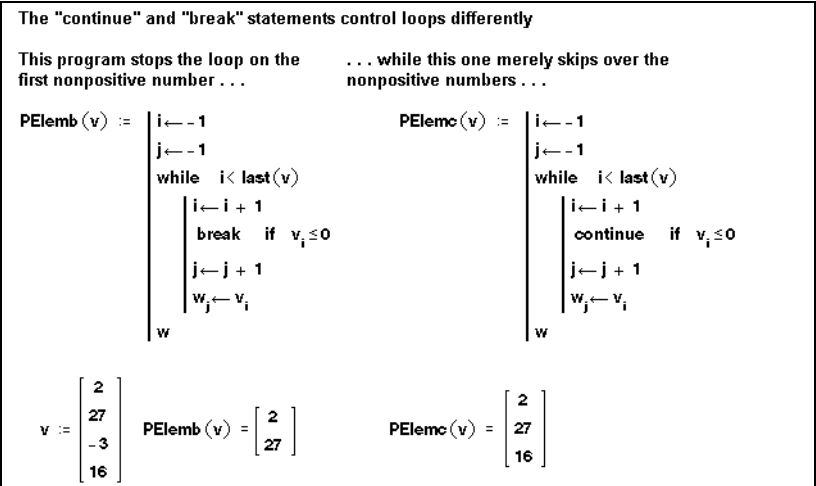 The "continue" and "break" statements control loops differently
This program stops the loop on the
first nonpositive number . . .
. . . while this one merely skips over the
nonpositive numbers . . .
PElemb(v) :=
i← -1
j← -1
while i< last(v)
i←i + 1
break if v_i≤0
j←j + 1
w_j←v_i
w
PElemc(v) :=
i← -1
j← -1
while i< last(v)
i←i + 1
continue if v_i≤0
j←j + 1
w_j←v_i
w
v :=
2
27
-3
16
PElemb(v) =
2
27
PElemc(v) =
2
27
16